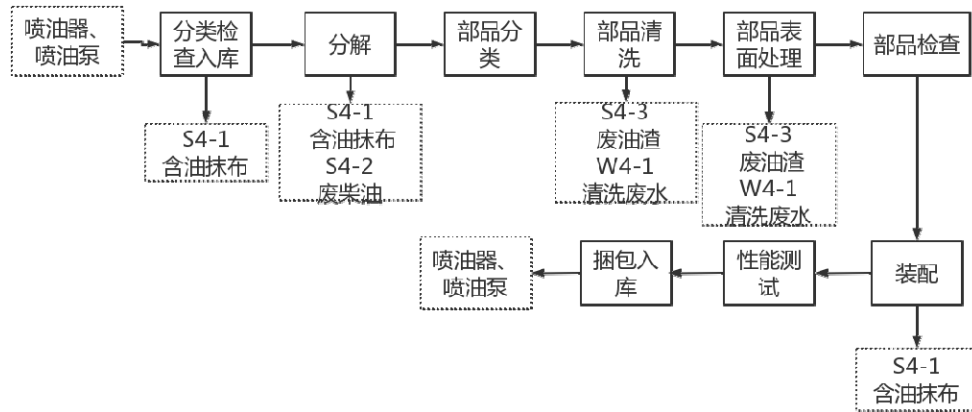 喷油器、
喷油泵
分类检
查入库
分解
部品分
类
部品清
洗
部品表
面处理
部品检查
S4-1
含油抹布
S4-1
含油抹布
S4-2
废柴油
S4-3
废油渣
W4-1
清洗废水
S4-3
废油渣
W4-1
清洗废水
喷油器、
喷油泵
捆包入
库
性能测
试
装配
S4-1
含油抹布